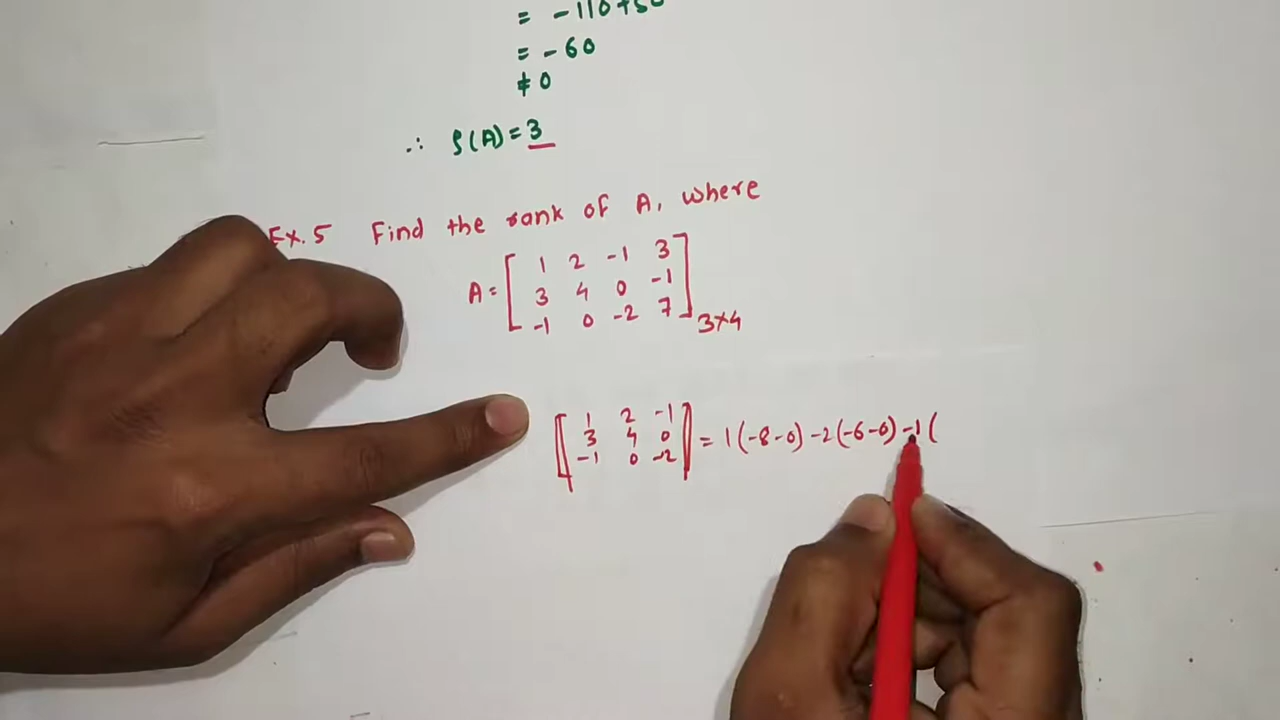 = -110+50
= -60
≠ 0
∴ ρ(A) = 3
Ex. 5 Find the rank of A, where
A = [ 1 2 -1 3
3 4 0 -1
-1 0 -2 7 ] 3×4
| 1 2 -1
3 4 0
-1 0 -2 | = 1(-8-0) -2(-6-0) -1(